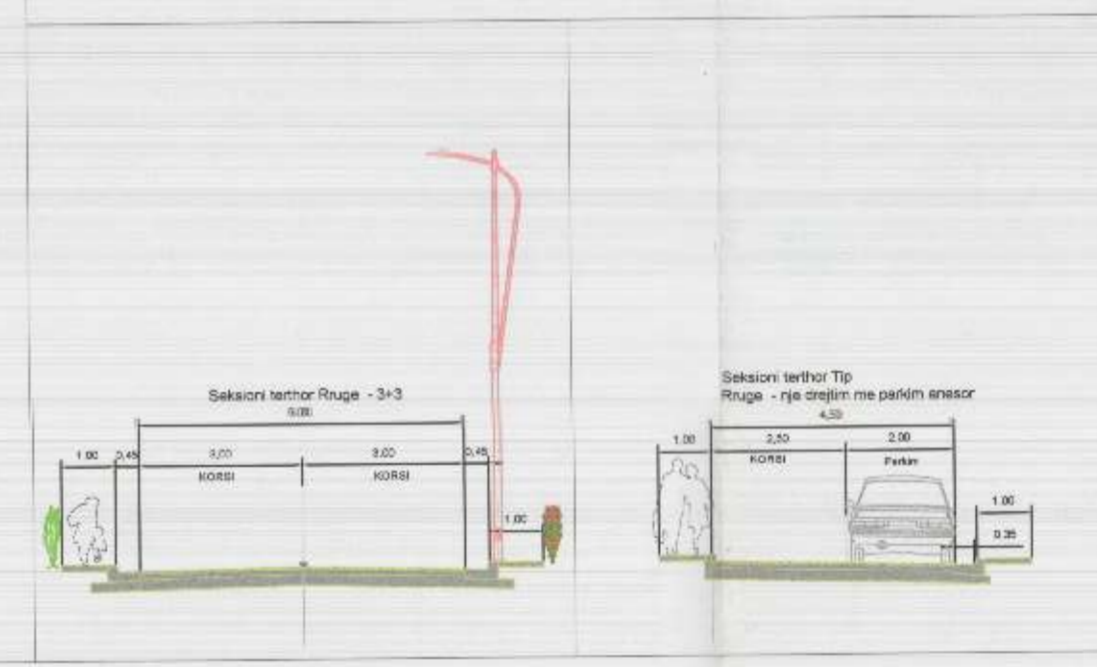 Seksioni terthor Rruge - 3+3
6.00
1.00 0,45 3,00 3.00 0,45
KORSI KORSI
1.00
Seksioni terthor Tip
Rruge - nje drejtim me parkim anesor
4,50
1.00 2,50 2.00
KORSI Parkim
1.00
0.35